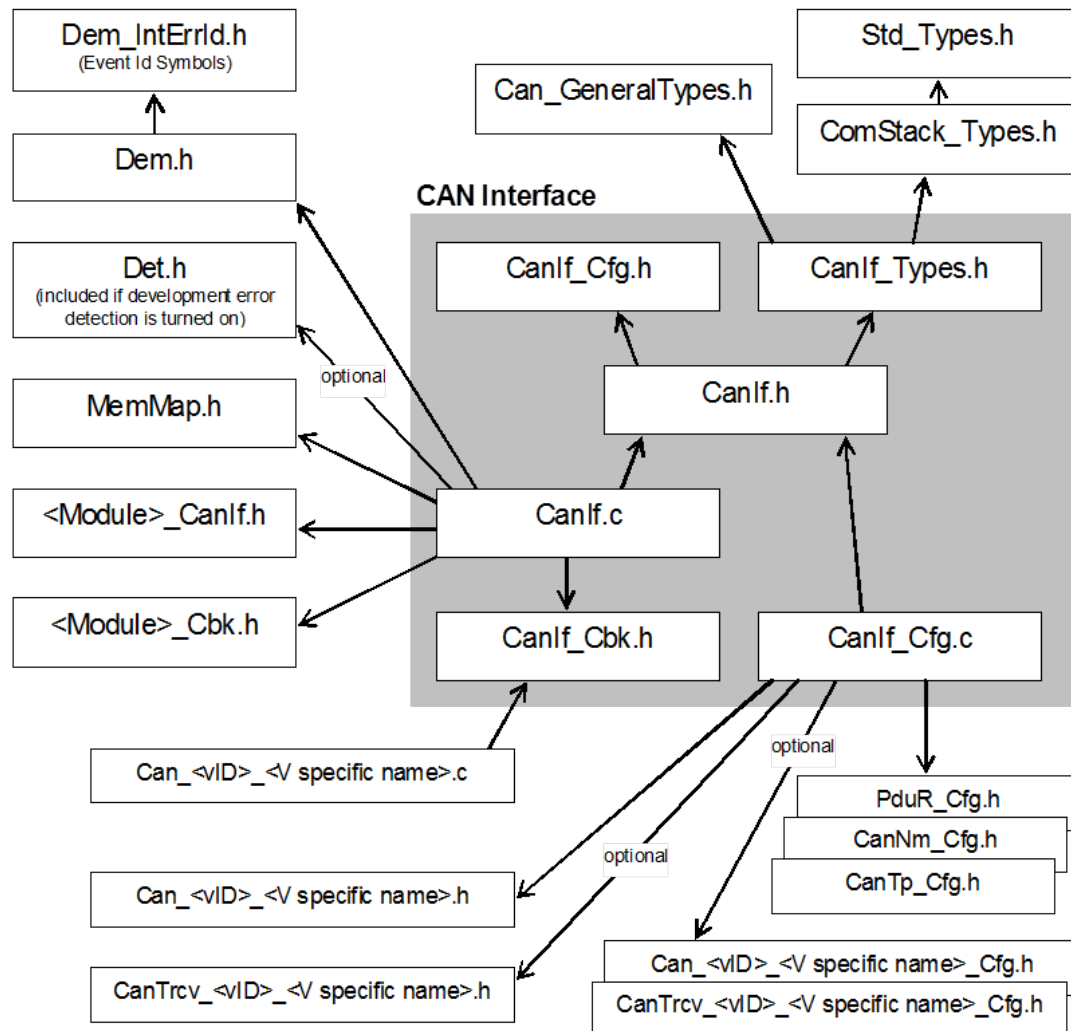 Dem_IntErrId.h
(Event Id Symbols)
Std_Types.h
Can_GeneralTypes.h
ComStack_Types.h
Dem.h
CAN Interface
Det.h
(included if development error
detection is turned on)
CanIf_Cfg.h
CanIf_Types.h
optional
MemMap.h
CanIf.h
<Module>_CanIf.h
CanIf.c
<Module>_Cbk.h
CanIf_Cbk.h
CanIf_Cfg.c
Can_<vID>_<V specific name>.c
optional
PduR_Cfg.h
CanNm_Cfg.h
optional
CanTp_Cfg.h
Can_<vID>_<V specific name>.h
CanTrcv_<vID>_<V specific name>.h
Can_<vID>_<V specific name>_Cfg.h
CanTrcv_<vID>_<V specific name>_Cfg.h